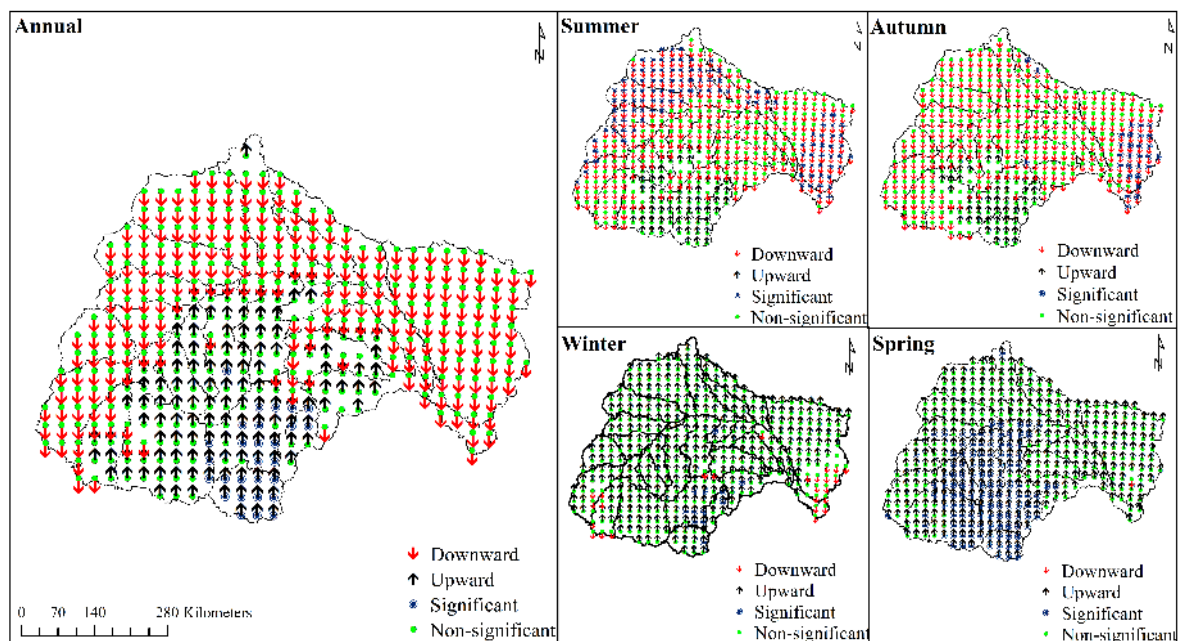 Annual
N
Downward
Upward
Significant
Non-significant
0 70 140 280 Kilometers
Summer
N
Downward
Upward
Significant
Non-significant
Autumn
N
Downward
Upward
Significant
Non-significant
Winter
N
Downward
Upward
Significant
Non-significant
Spring
N
Downward
Upward
Significant
Non-significant